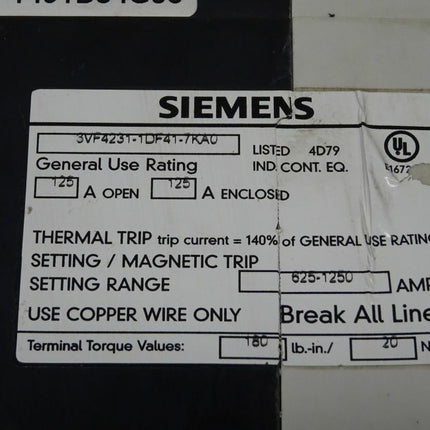 SIEMENS
3VF4231-1DF41-7KA0
LISTED 4D79
IND. CONT. EQ.
UL
General Use Rating
125 A OPEN 125 A ENCLOSED
THERMAL TRIP trip current = 140% of GENERAL USE RATING
SETTING / MAGNETIC TRIP
SETTING RANGE 625-1250 AMP
USE COPPER WIRE ONLY Break All Line
Terminal Torque Values: 180 lb.-in./ 20 N